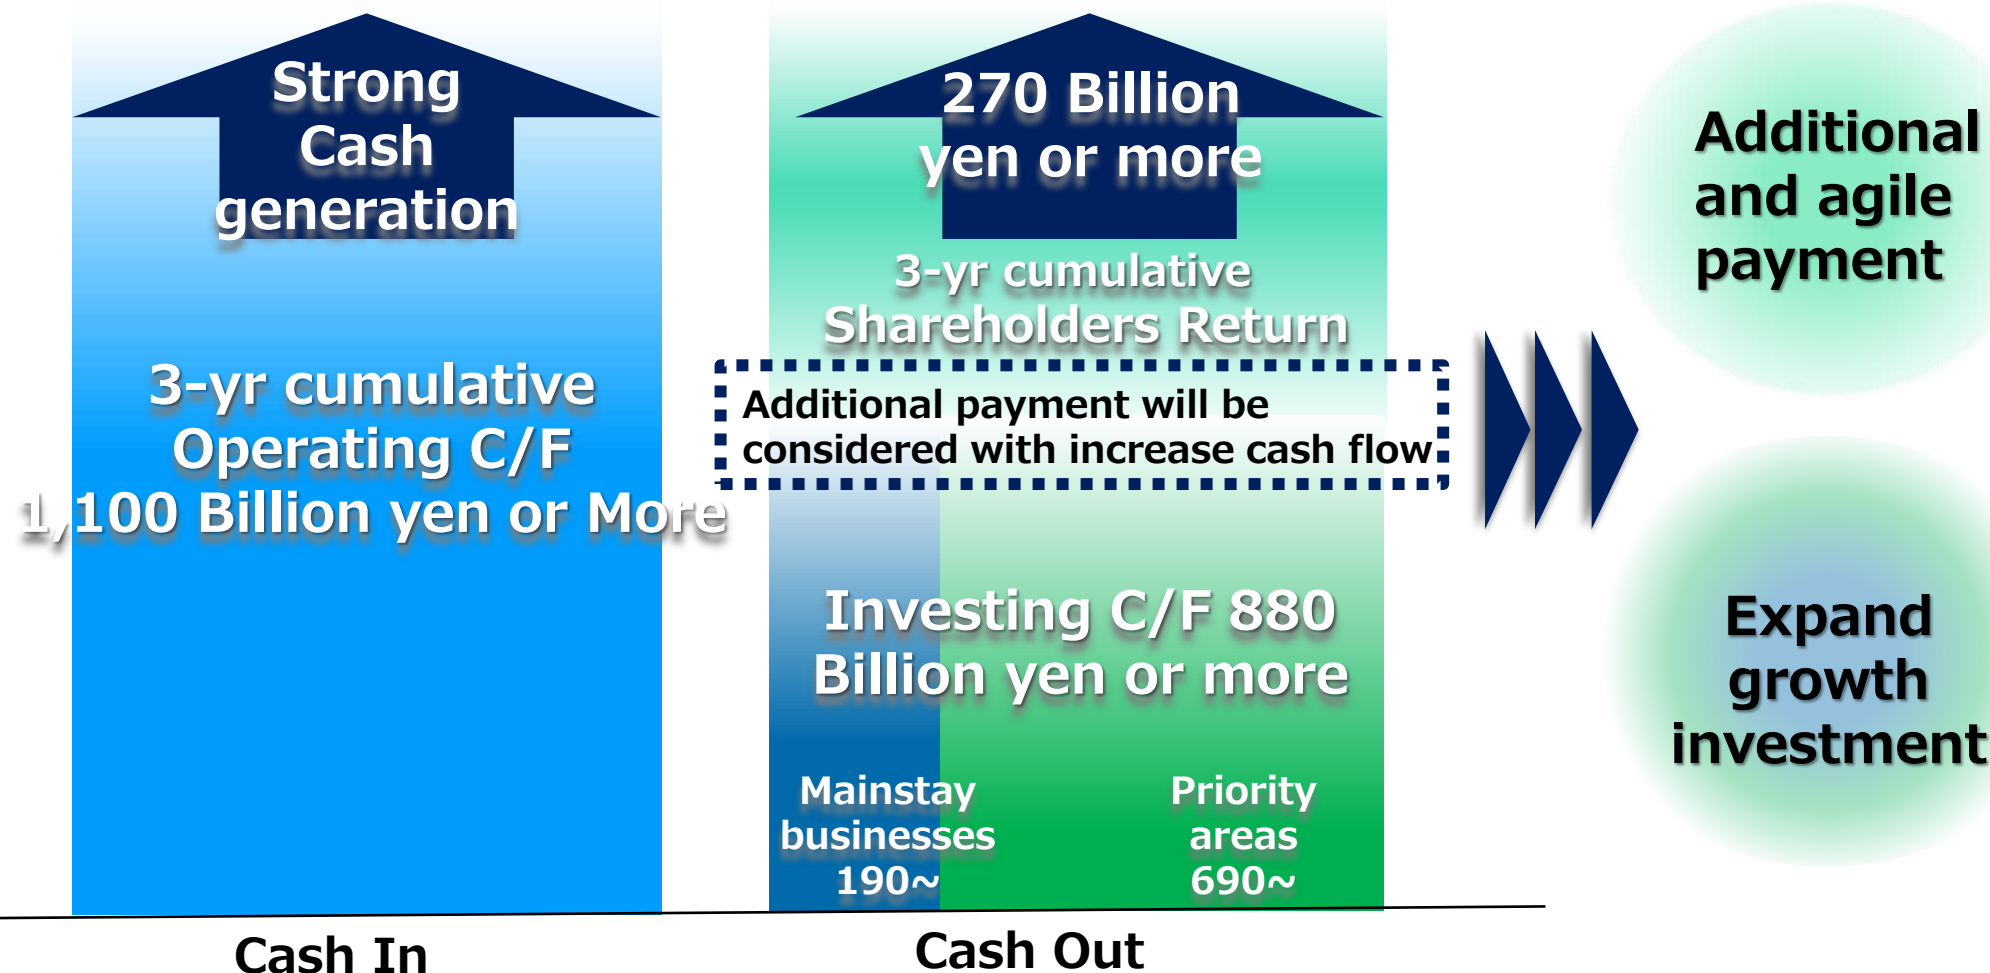 Strong
Cash
generation
3-yr cumulative
Operating C/F
1,100 Billion yen or More
Cash In
270 Billion
yen or more
3-yr cumulative
Shareholders Return
Additional payment will be
considered with increase cash flow
Investing C/F 880
Billion yen or more
Mainstay
businesses
190~
Priority
areas
690~
Cash Out
Additional
and agile
payment
Expand
growth
investment